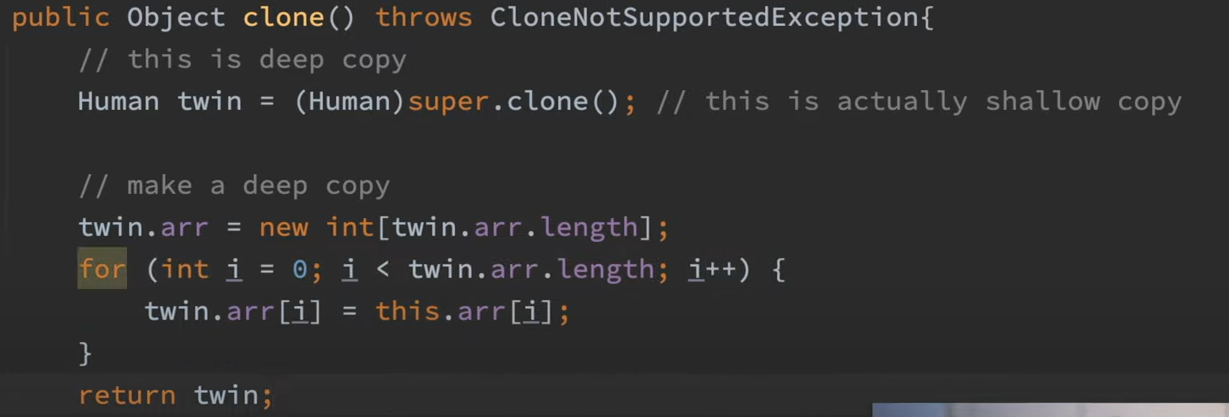 public Object clone() throws CloneNotSupportedException{
// this is deep copy
Human twin = (Human)super.clone(); // this is actually shallow copy
// make a deep copy
twin.arr = new int[twin.arr.length];
for (int i = 0; i < twin.arr.length; i++) {
twin.arr[i] = this.arr[i];
}
return twin;